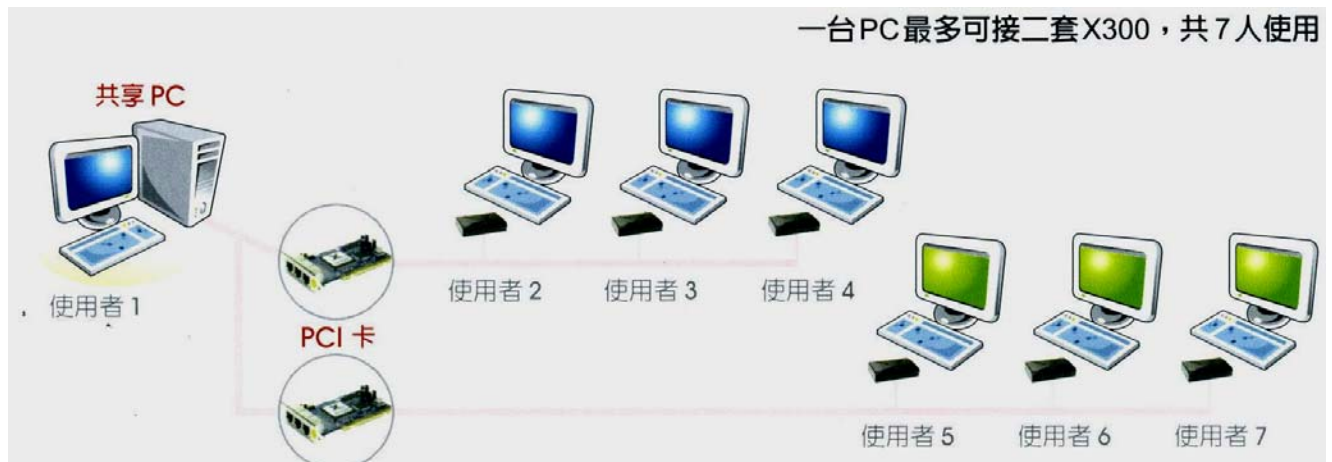 一台PC最多可接二套X300，共7人使用
共享 PC
使用者 1
使用者 2
使用者 3
使用者 4
PCI 卡
使用者 5
使用者 6
使用者 7